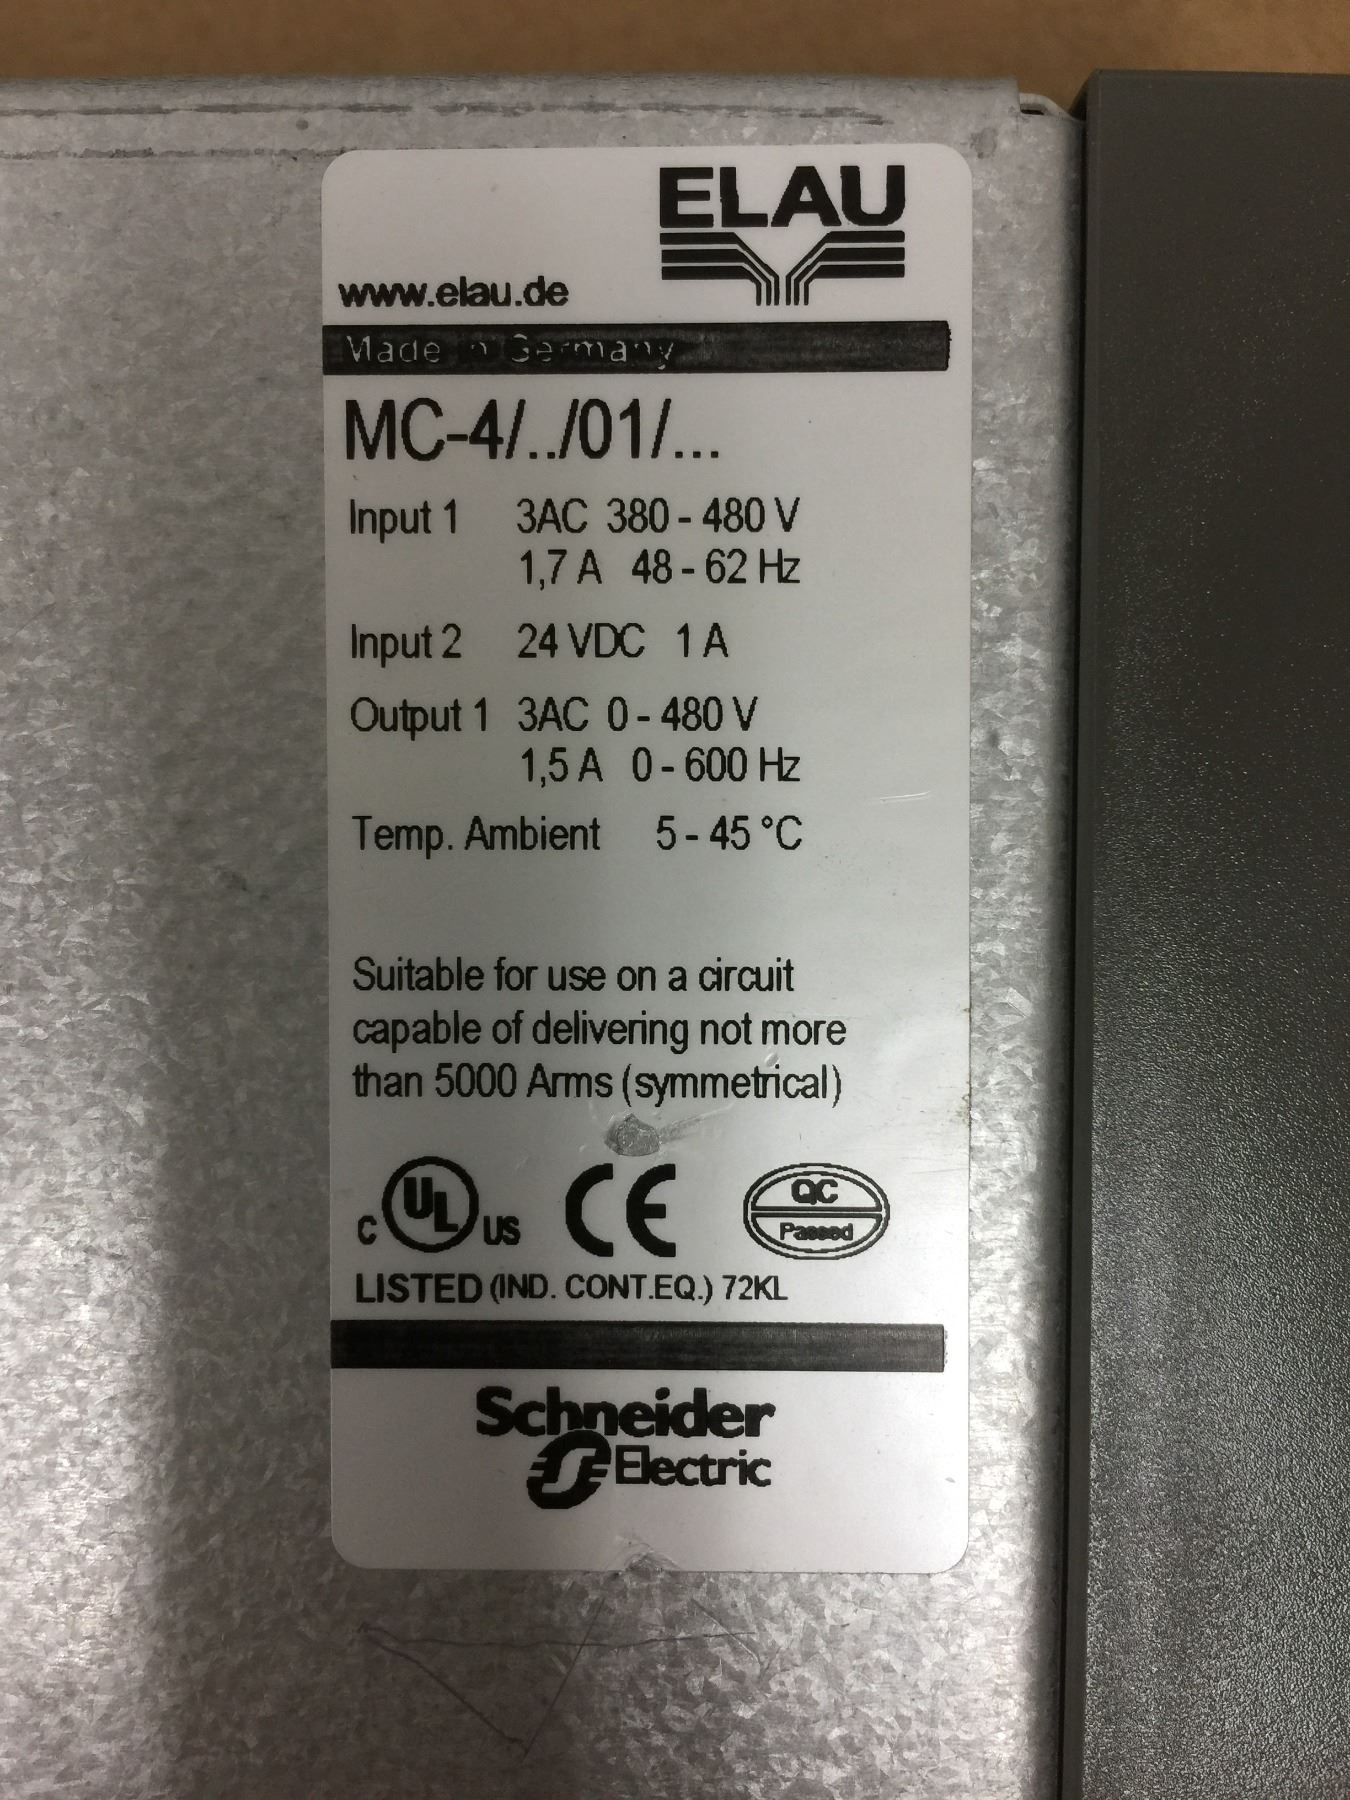 ELAU
www.elau.de
Made in Germany
MC-4/../01/...
Input 1 3AC 380 - 480 V
1,7 A 48 - 62 Hz
Input 2 24 VDC 1 A
Output 1 3AC 0 - 480 V
1,5 A 0 - 600 Hz
Temp. Ambient 5 - 45 °C
Suitable for use on a circuit
capable of delivering not more
than 5000 Arms (symmetrical)
C UL US CE QC
Passed
LISTED (IND. CONT.EQ.) 72KL
Schneider
Electric